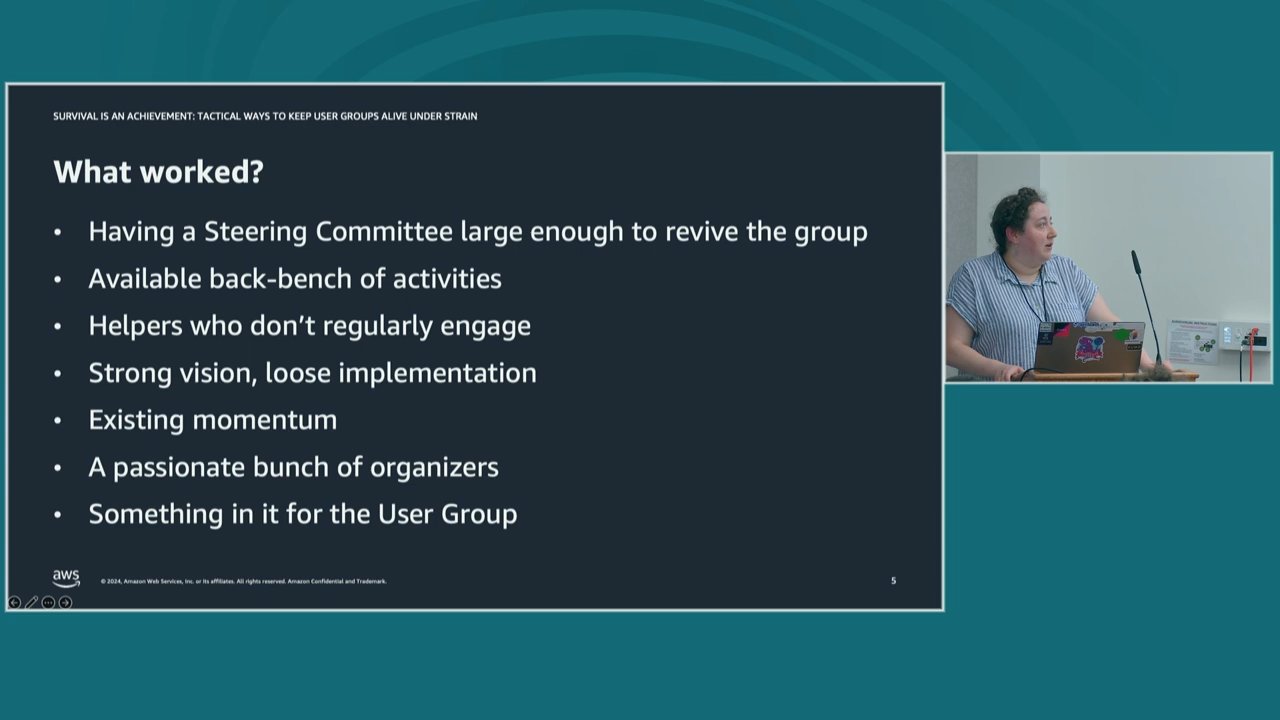 SURVIVAL IS AN ACHIEVEMENT: TACTICAL WAYS TO KEEP USER GROUPS ALIVE UNDER STRAIN
What worked?
• Having a Steering Committee large enough to revive the group
• Available back-bench of activities
• Helpers who don’t regularly engage
• Strong vision, loose implementation
• Existing momentum
• A passionate bunch of organizers
• Something in it for the User Group
aws
© 2024, Amazon Web Services, Inc. or its affiliates. All rights reserved. Amazon Confidential and Trademark.
5